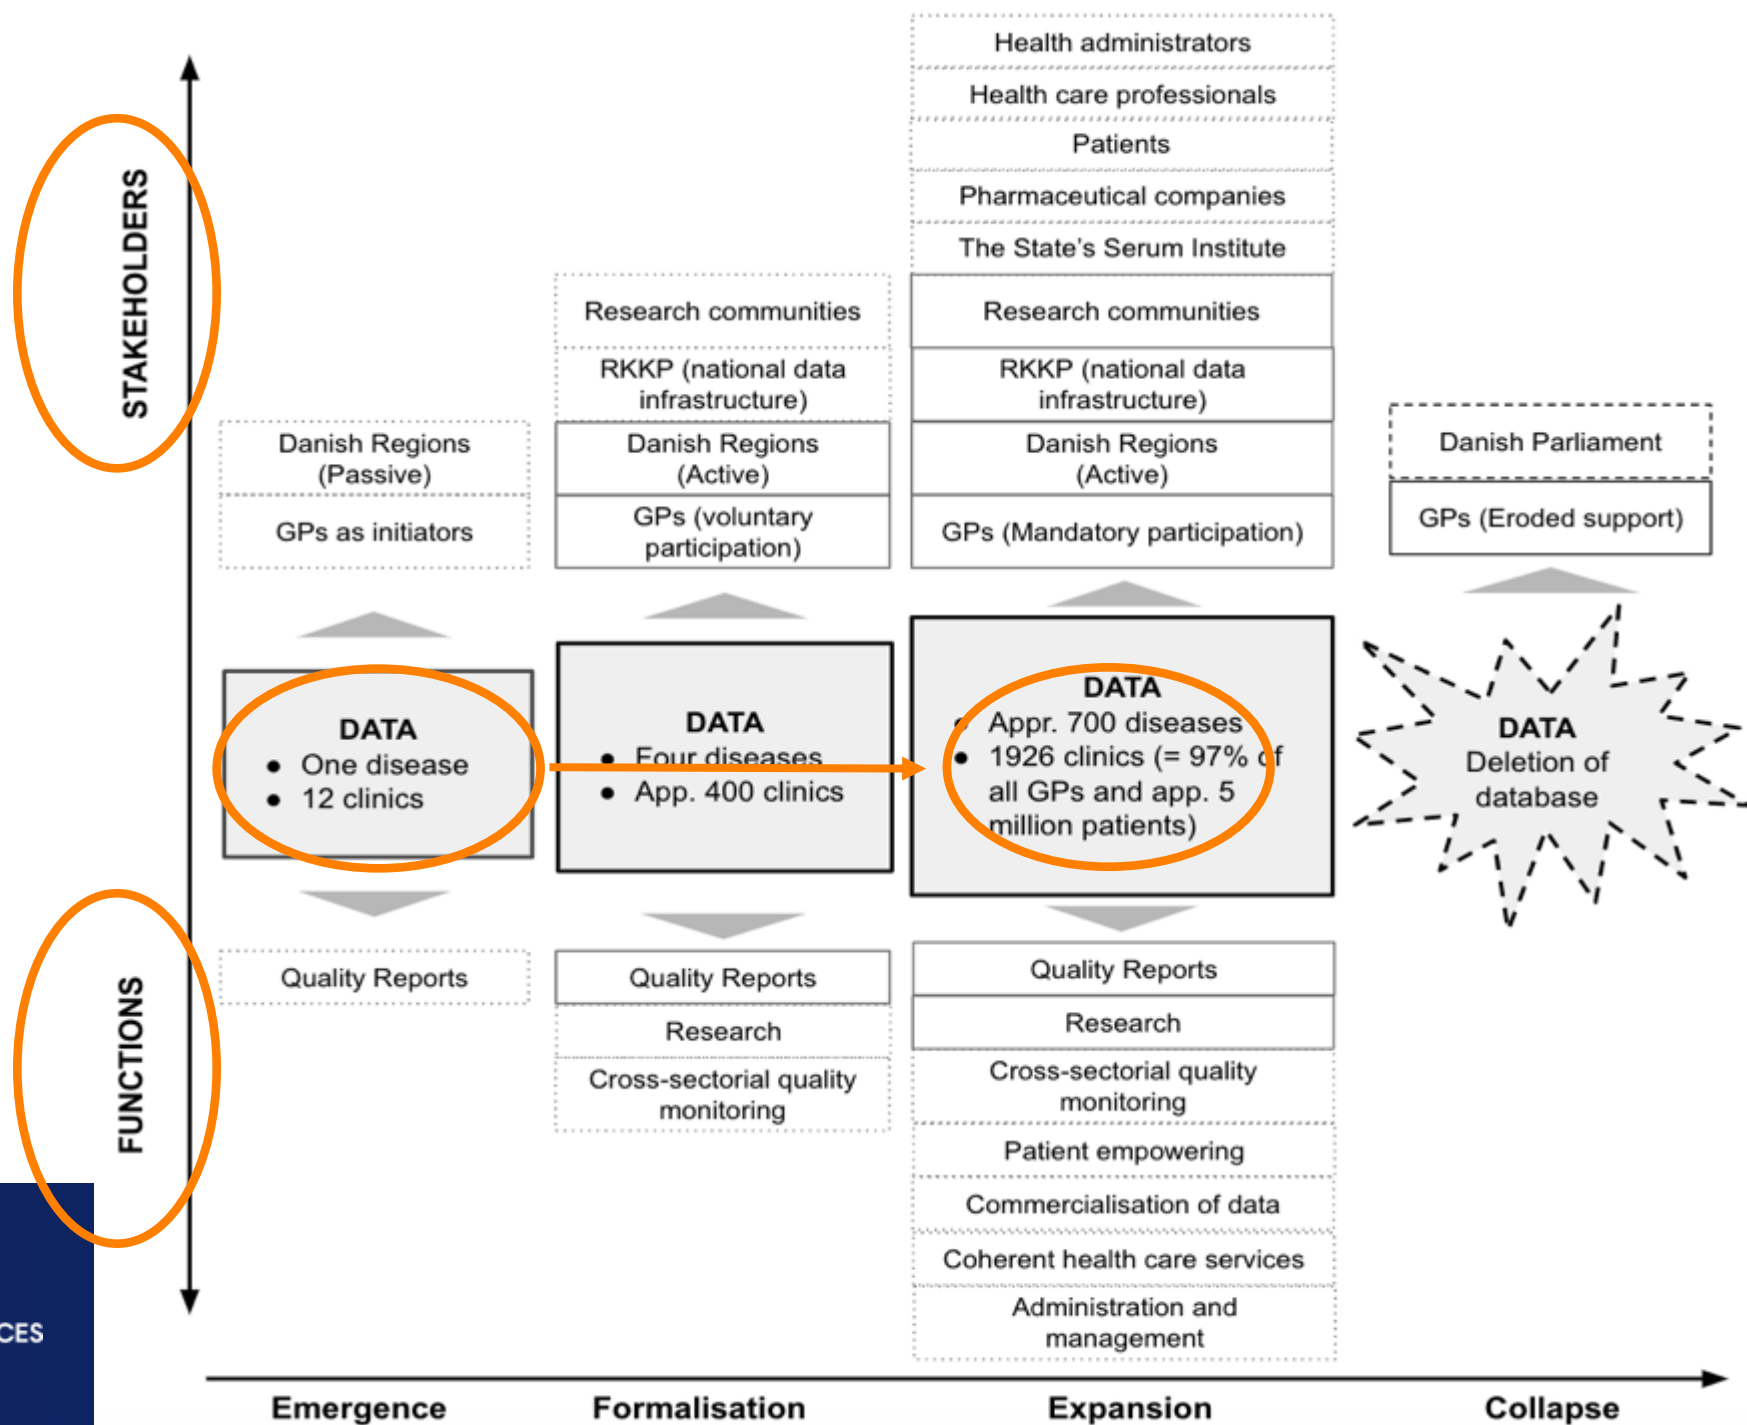 STAKEHOLDERS
Danish Regions
(Passive)
GPs as initiators
Research communities
RKKP (national data
infrastructure)
Danish Regions
(Active)
GPs (voluntary
participation)
Health administrators
Health care professionals
Patients
Pharmaceutical companies
The State's Serum Institute
Research communities
RKKP (national data
infrastructure)
Danish Regions
(Active)
GPs (Mandatory participation)
Danish Parliament
GPs (Eroded support)
DATA
• One disease
• 12 clinics
DATA
• Four diseases
• App. 400 clinics
DATA
• Appr. 700 diseases
• 1926 clinics (= 97% of
all GPs and app. 5
million patients)
DATA
Deletion of
database
FUNCTIONS
Quality Reports
Quality Reports
Research
Cross-sectorial quality
monitoring
Quality Reports
Research
Cross-sectorial quality
monitoring
Patient empowering
Commercialisation of data
Coherent health care services
Administration and
management
CES
Emergence
Formalisation
Expansion
Collapse